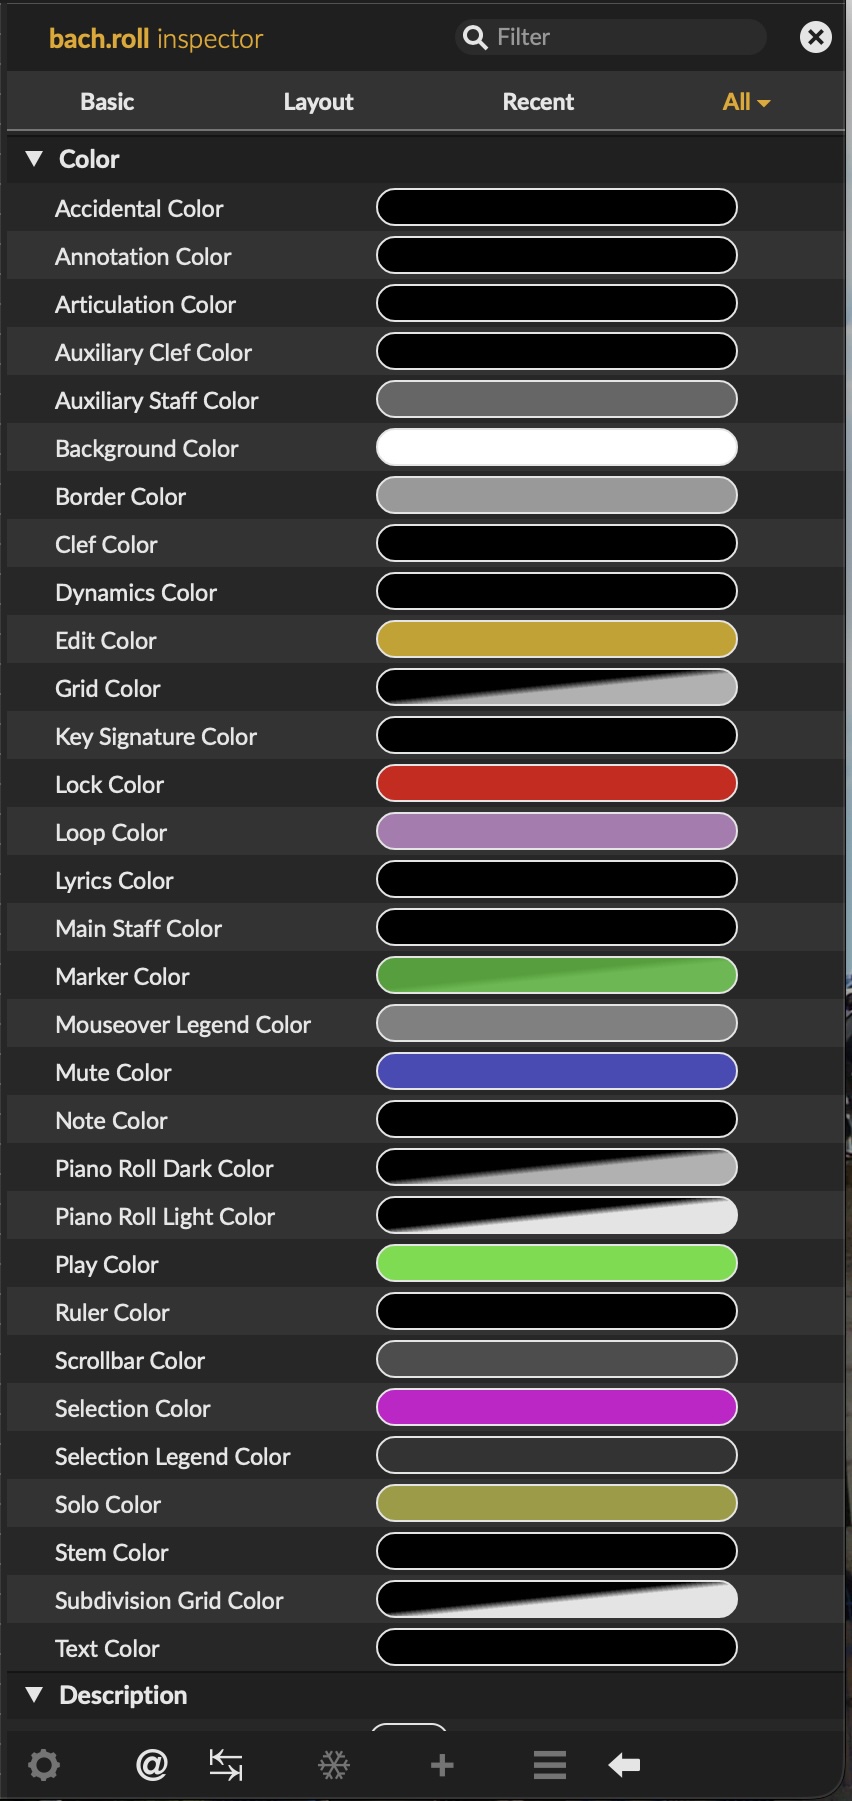 bach.roll inspector
Filter
Basic Layout Recent All
Color
Accidental Color
Annotation Color
Articulation Color
Auxiliary Clef Color
Auxiliary Staff Color
Background Color
Border Color
Clef Color
Dynamics Color
Edit Color
Grid Color
Key Signature Color
Lock Color
Loop Color
Lyrics Color
Main Staff Color
Marker Color
Mouseover Legend Color
Mute Color
Note Color
Piano Roll Dark Color
Piano Roll Light Color
Play Color
Ruler Color
Scrollbar Color
Selection Color
Selection Legend Color
Solo Color
Stem Color
Subdivision Grid Color
Text Color
Description
@